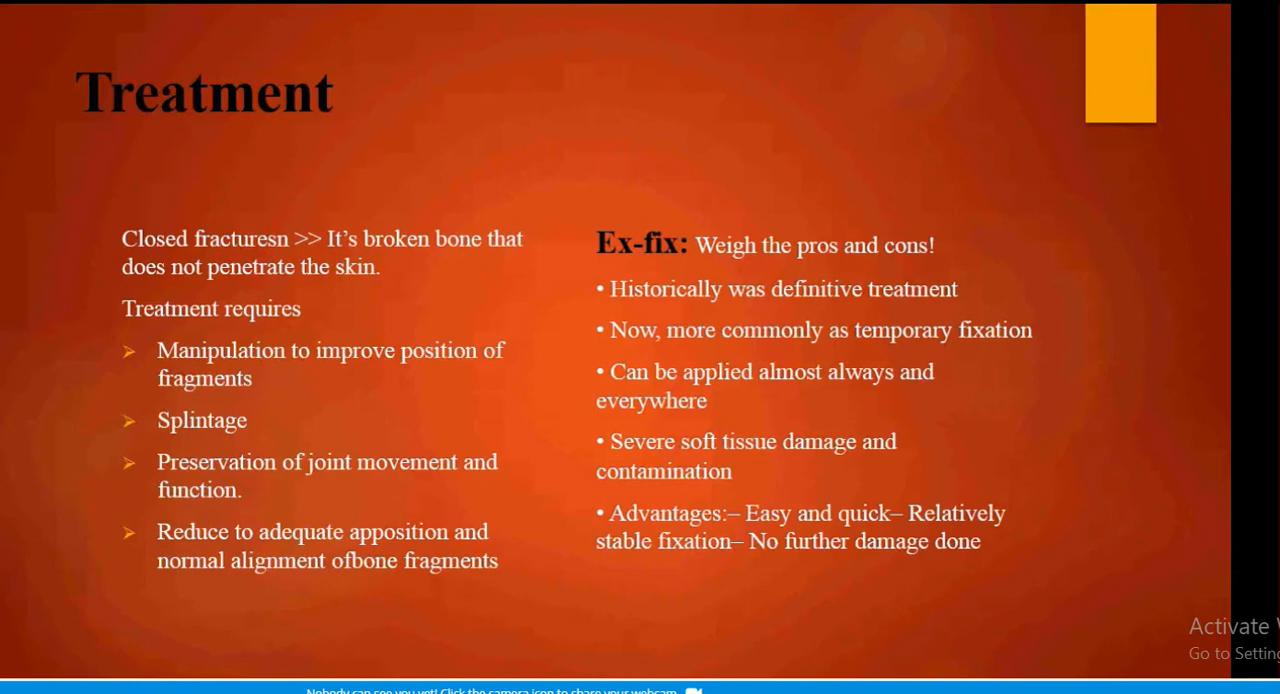 Treatment
Closed fracturesn >> It's broken bone that
does not penetrate the skin.
Treatment requires
➢ Manipulation to improve position of
fragments
➢ Splintage
➢ Preservation of joint movement and
function.
➢ Reduce to adequate apposition and
normal alignment ofbone fragments
Ex-fix: Weigh the pros and cons!
• Historically was definitive treatment
• Now, more commonly as temporary fixation
• Can be applied almost always and
everywhere
• Severe soft tissue damage and
contamination
• Advantages:– Easy and quick– Relatively
stable fixation– No further damage done
Activate
Go to Setting
Nobody can see you yet! Click the camera icon to share your webcam.